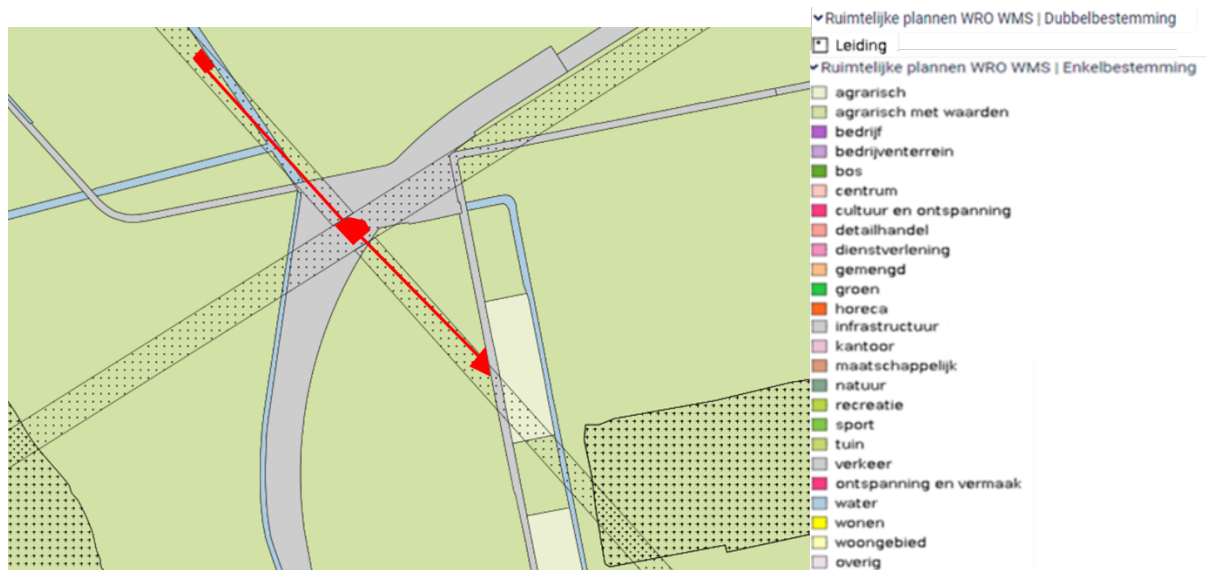 Ruimtelijke plannen WRO WMS | Dubbelbestemming
Leiding
Ruimtelijke plannen WRO WMS | Enkelbestemming
agrarisch
agrarisch met waarden
bedrijf
bedrijventerrein
bos
centrum
cultuur en ontspanning
detailhandel
dienstverlening
gemengd
groen
horeca
infrastructuur
kantoor
maatschappelijk
natuur
recreatie
sport
tuin
verkeer
ontspanning en vermaak
water
wonen
woongebied
overig